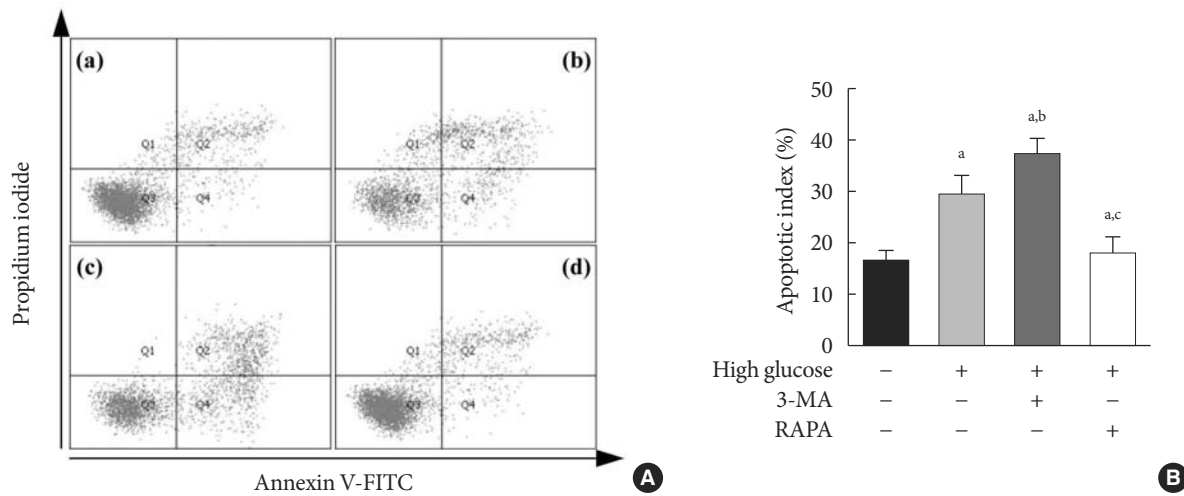 (a)
(b)
Q1
Q2
Q1
Q2
Q3
Q4
Q3
Q4
(c)
(d)
Q1
Q2
Q1
Q2
Q3
Q4
Q3
Q4
Propidium iodide
Annexin V-FITC
A
50
40
30
20
10
0
Apoptotic index (%)
a
a,b
a,c
High glucose − + + +
3-MA − − + −
RAPA − − − +
B